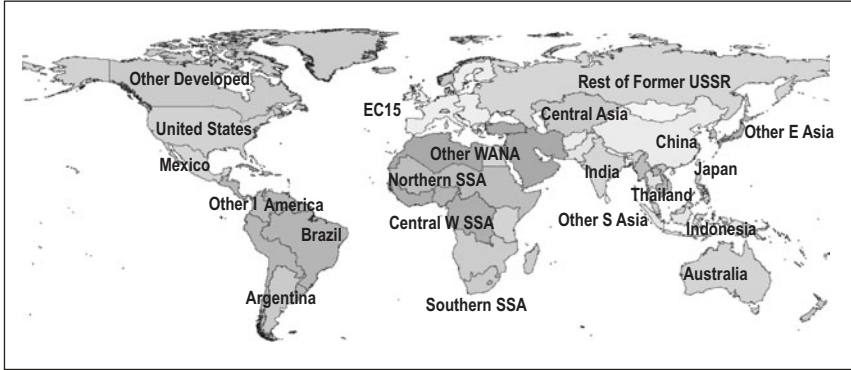 Other Developed
Rest of Former USSR
EC15
Central Asia
United States
China
Other E Asia
Other WANA
Mexico
India
Japan
Northern SSA
Thailand
Other l America
Central W SSA
Other S Asia
Brazil
Indonesia
Australia
Argentina
Southern SSA